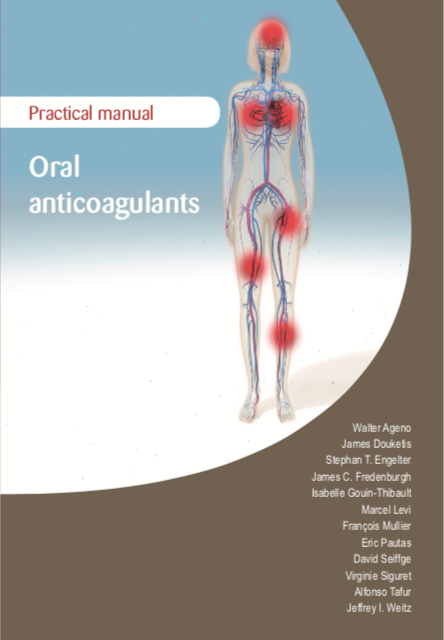 Practical manual
Oral
anticoagulants
Walter Ageno
James Douketis
Stephan T. Engelter
James C. Fredenburgh
Isabelle Gouin-Thibault
Marcel Levi
François Mullier
Eric Pautas
David Seiffge
Virginie Siguret
Alfonso Tafur
Jeffrey I. Weitz